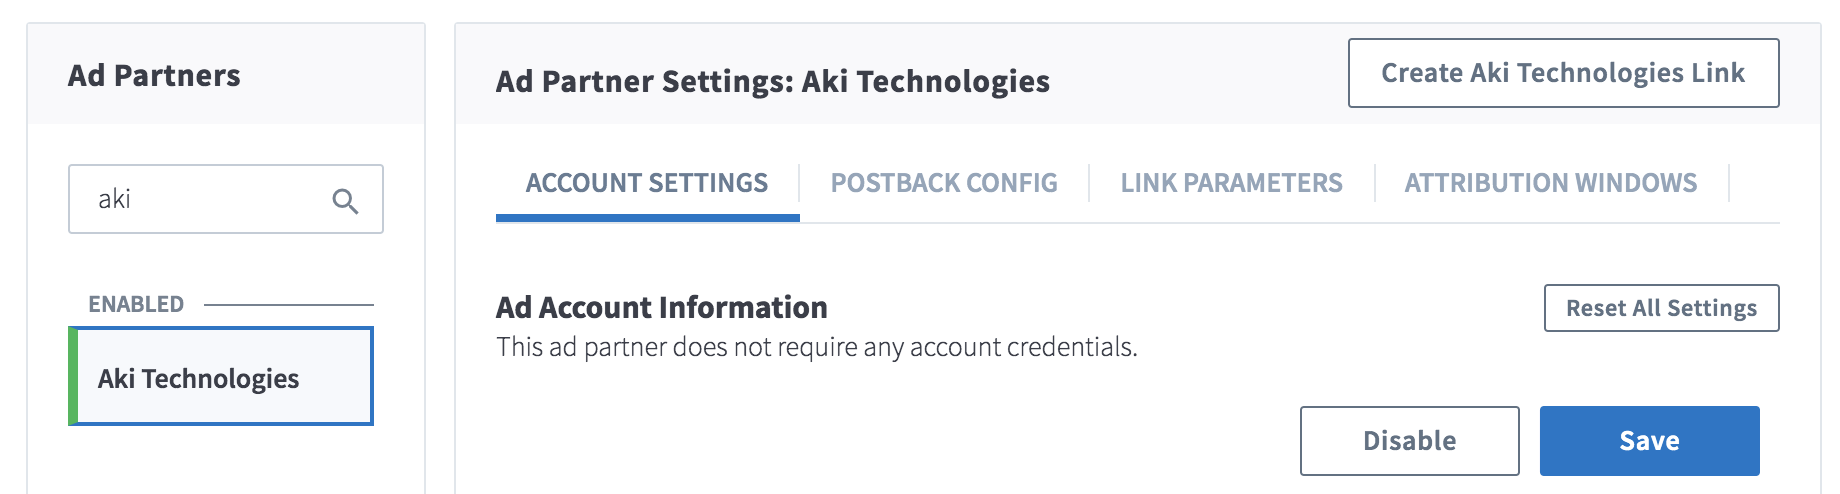 Ad Partners
aki
ENABLED
Aki Technologies
Ad Partner Settings: Aki Technologies
Create Aki Technologies Link
ACCOUNT SETTINGS
POSTBACK CONFIG
LINK PARAMETERS
ATTRIBUTION WINDOWS
Ad Account Information
Reset All Settings
This ad partner does not require any account credentials.
Disable
Save